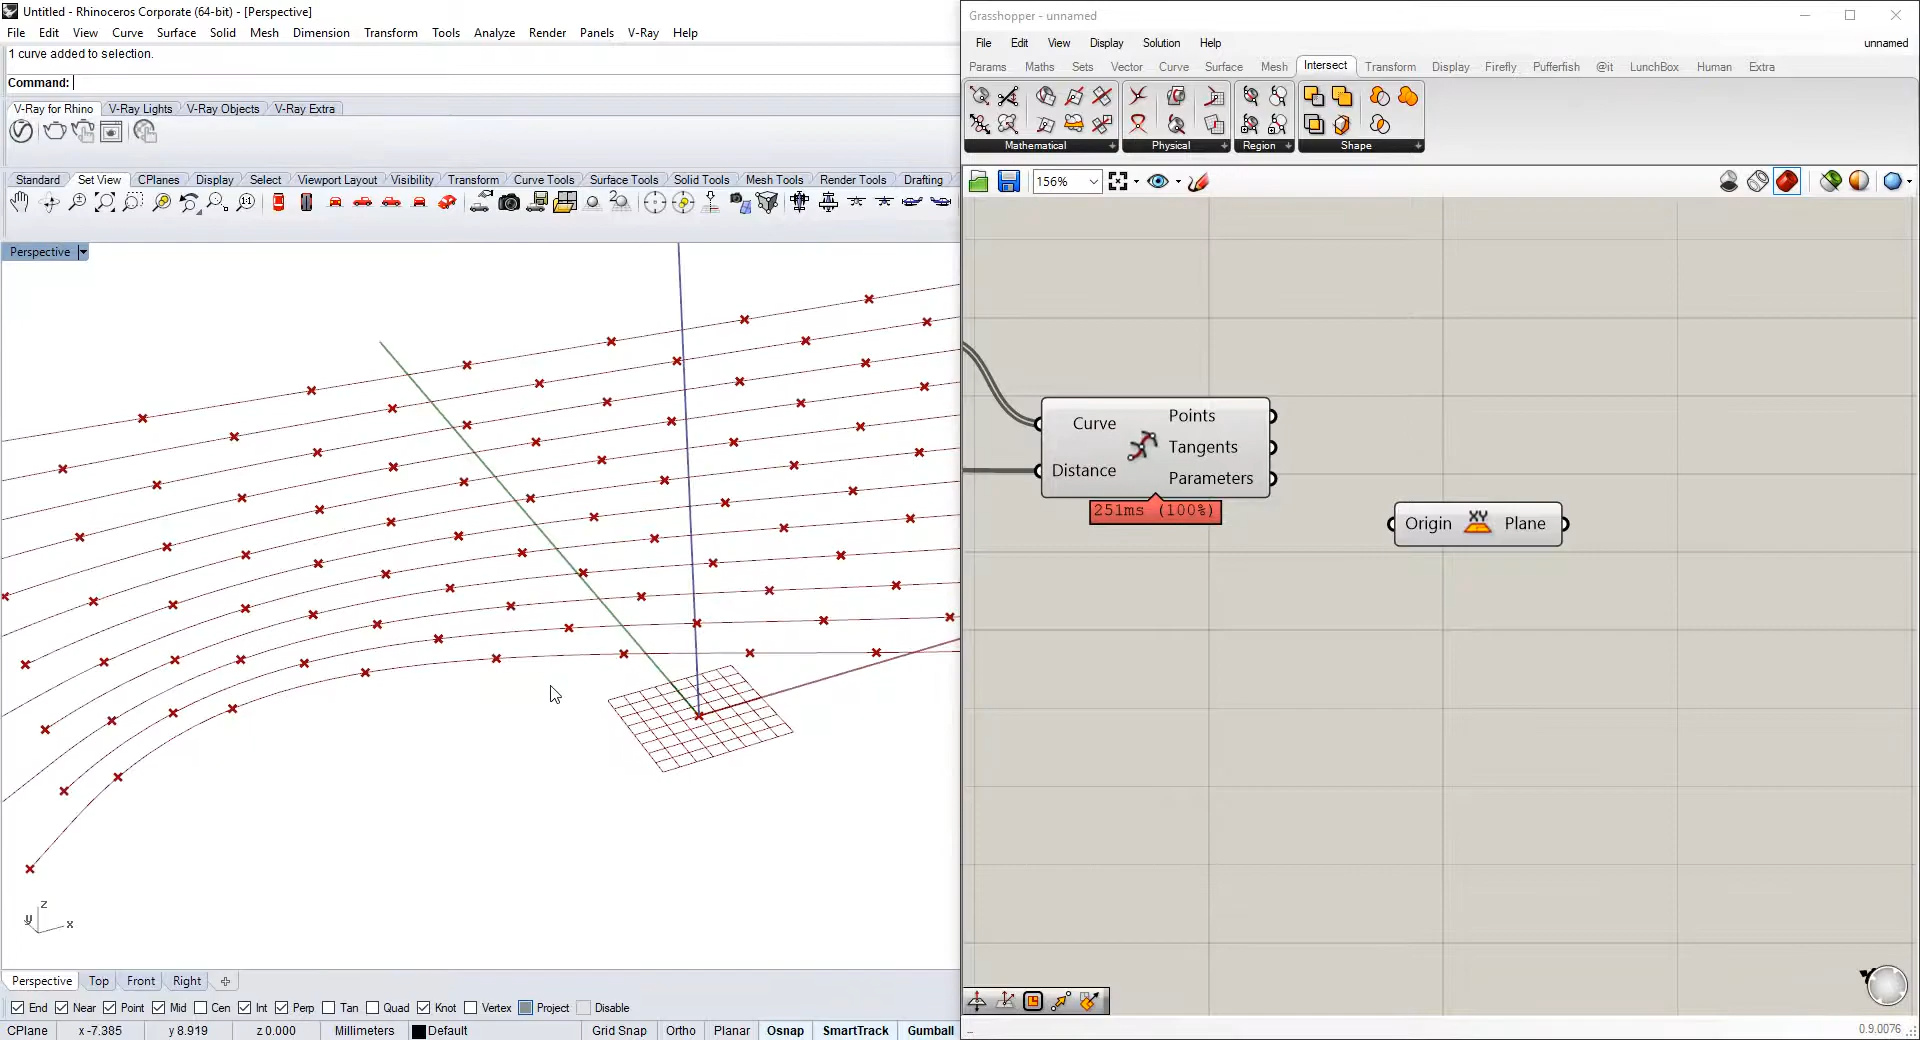 Untitled - Rhinoceros Corporate (64-bit) - [Perspective]
File Edit View Curve Surface Solid Mesh Dimension Transform Tools Analyze Render Panels V-Ray Help
1 curve added to selection.
Command:
V-Ray for Rhino V-Ray Lights V-Ray Objects V-Ray Extra
Standard Set View CPlanes Display Select Viewport Layout Visibility Transform Curve Tools Surface Tools Solid Tools Mesh Tools Render Tools Drafting
Perspective
z
y
x
Perspective Top Front Right
End Near Point Mid Cen Int Perp Tan Quad Knot Vertex Project Disable
CPlane x -7.385 y 8.919 z 0.000 Millimeters Default Grid Snap Ortho Planar Osnap SmartTrack Gumball
Grasshopper - unnamed
File Edit View Display Solution Help
unnamed
Params Maths Sets Vector Curve Surface Mesh Intersect Transform Display Firefly Pufferfish @it LunchBox Human Extra
Mathematical Physical Region Shape
156%
Curve
Distance
Points
Tangents
Parameters
251ms (100%)
Origin XY Plane
0.9.0076